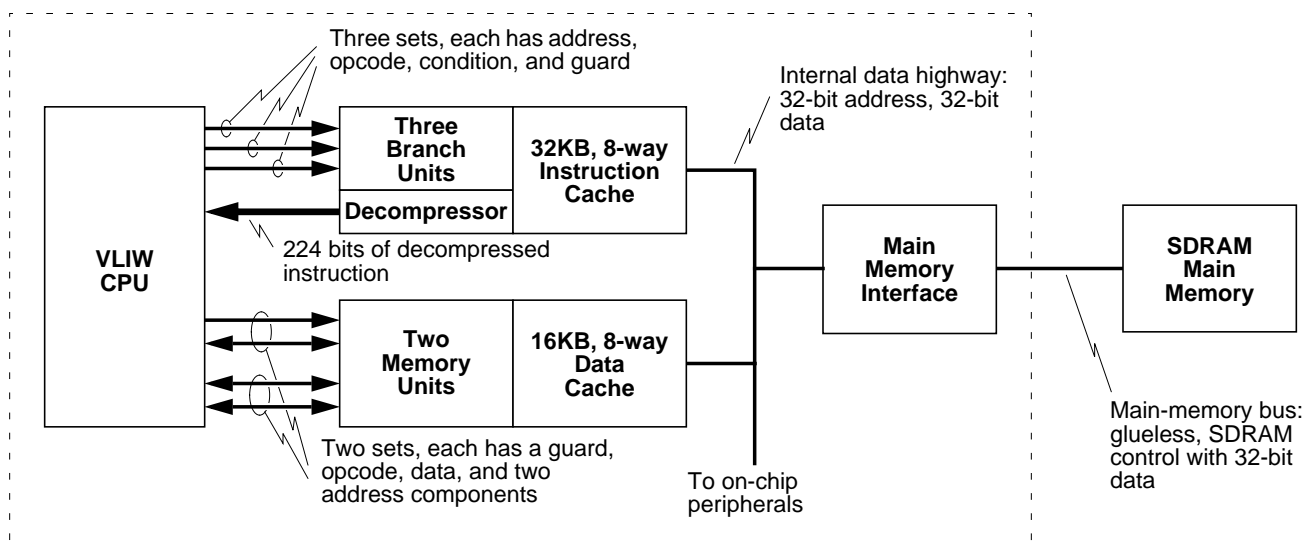 Three sets, each has address,
opcode, condition, and guard
Internal data highway:
32-bit address, 32-bit
data
VLIW
CPU
Three
Branch
Units
Decompressor
32KB, 8-way
Instruction
Cache
224 bits of decompressed
instruction
Main
Memory
Interface
SDRAM
Main
Memory
Two
Memory
Units
16KB, 8-way
Data
Cache
Two sets, each has a guard,
opcode, data, and two
address components
To on-chip
peripherals
Main-memory bus:
glueless, SDRAM
control with 32-bit
data